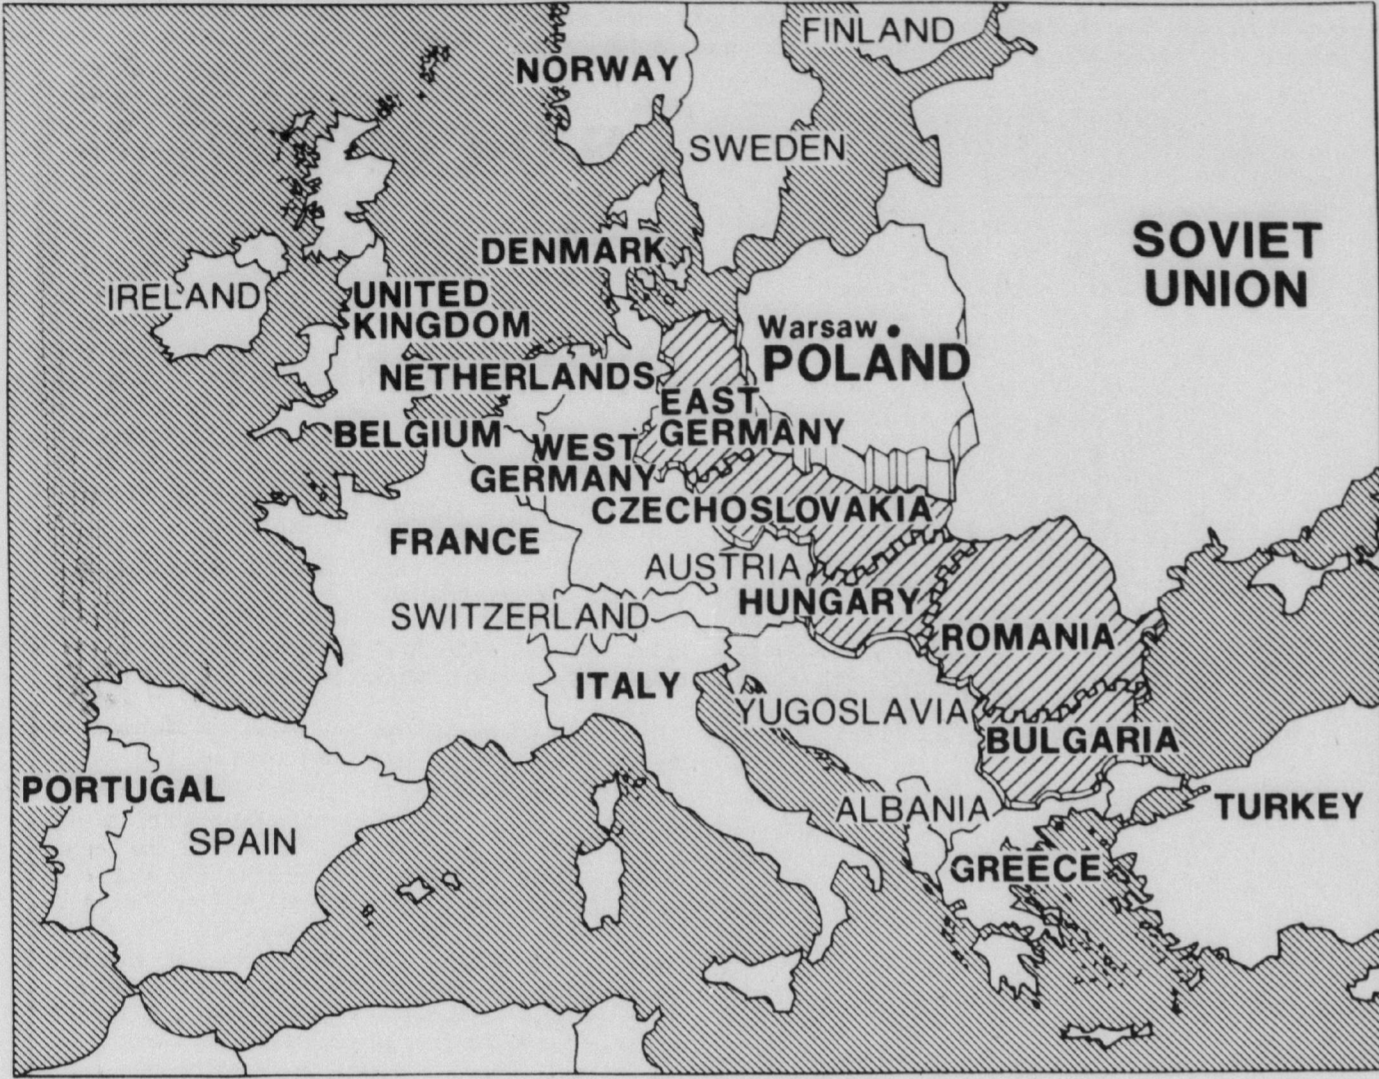 FINLAND
NORWAY
SWEDEN
SOVIET
UNION
DENMARK
IRELAND
UNITED
KINGDOM
Warsaw
POLAND
NETHERLANDS
EAST
GERMANY
BELGIUM
WEST
GERMANY
CZECHOSLOVAKIA
FRANCE
AUSTRIA
HUNGARY
SWITZERLAND
ROMANIA
ITALY
YUGOSLAVIA
BULGARIA
PORTUGAL
ALBANIA
TURKEY
SPAIN
GREECE